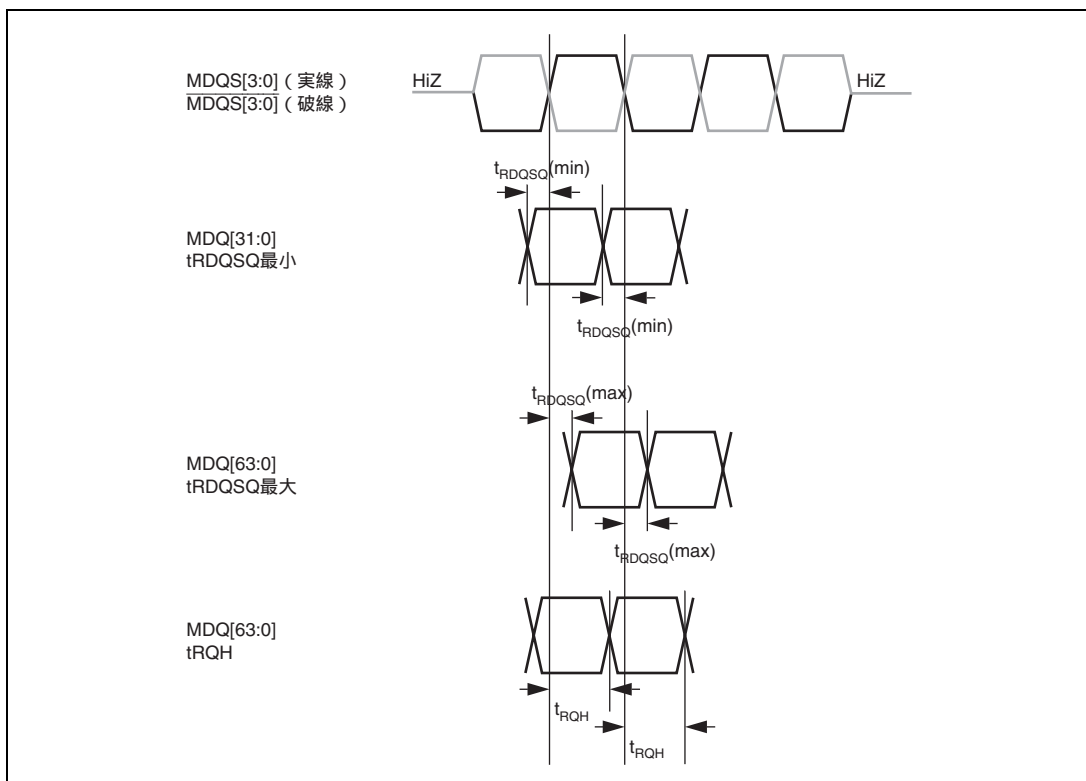 MDQS[3:0]（実線）
MDQS[3:0]（破線）
HiZ
HiZ
tRDQSQ(min)
MDQ[31:0]
tRDQSQ最小
tRDQSQ(min)
tRDQSQ(max)
MDQ[63:0]
tRDQSQ最大
tRDQSQ(max)
MDQ[63:0]
tRQH
tRQH
tRQH